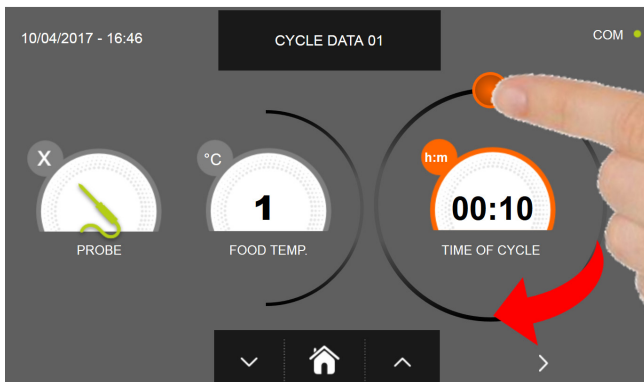 10/04/2017 - 16:46
CYCLE DATA 01
COM
X
°C
h:m
1
00:10
PROBE
FOOD TEMP.
TIME OF CYCLE